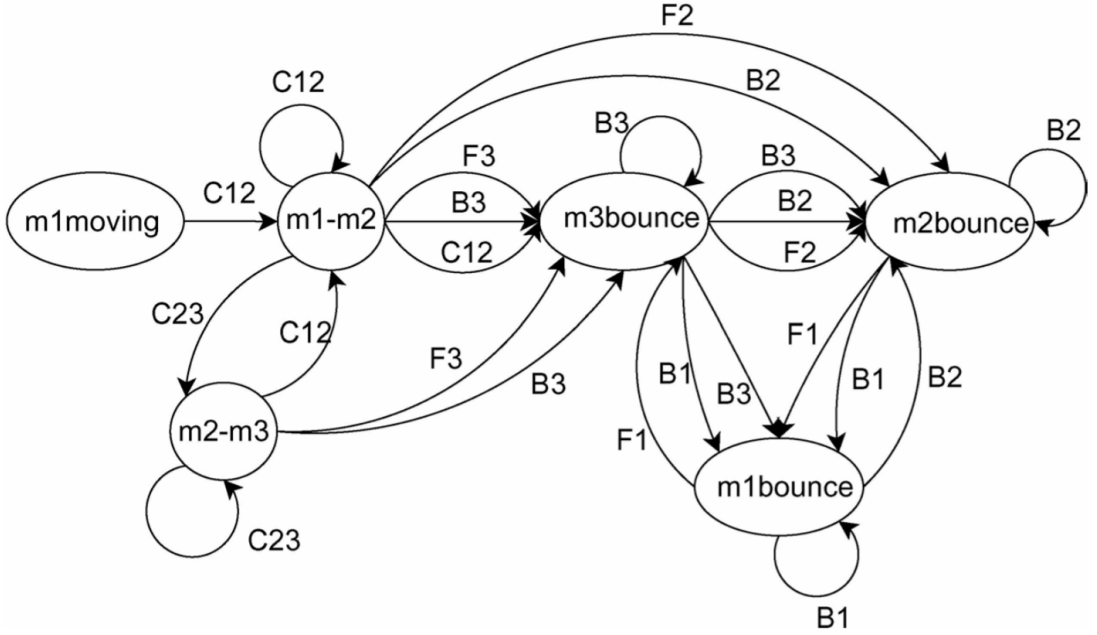 F2
C12
B2
B3
B2
F3
B3
C12
m1moving
m1-m2
B3
m3bounce
B2
m2bounce
C12
F2
C23
C12
F1
F3
B3
B1
B3
B1
B2
m2-m3
F1
m1bounce
C23
B1